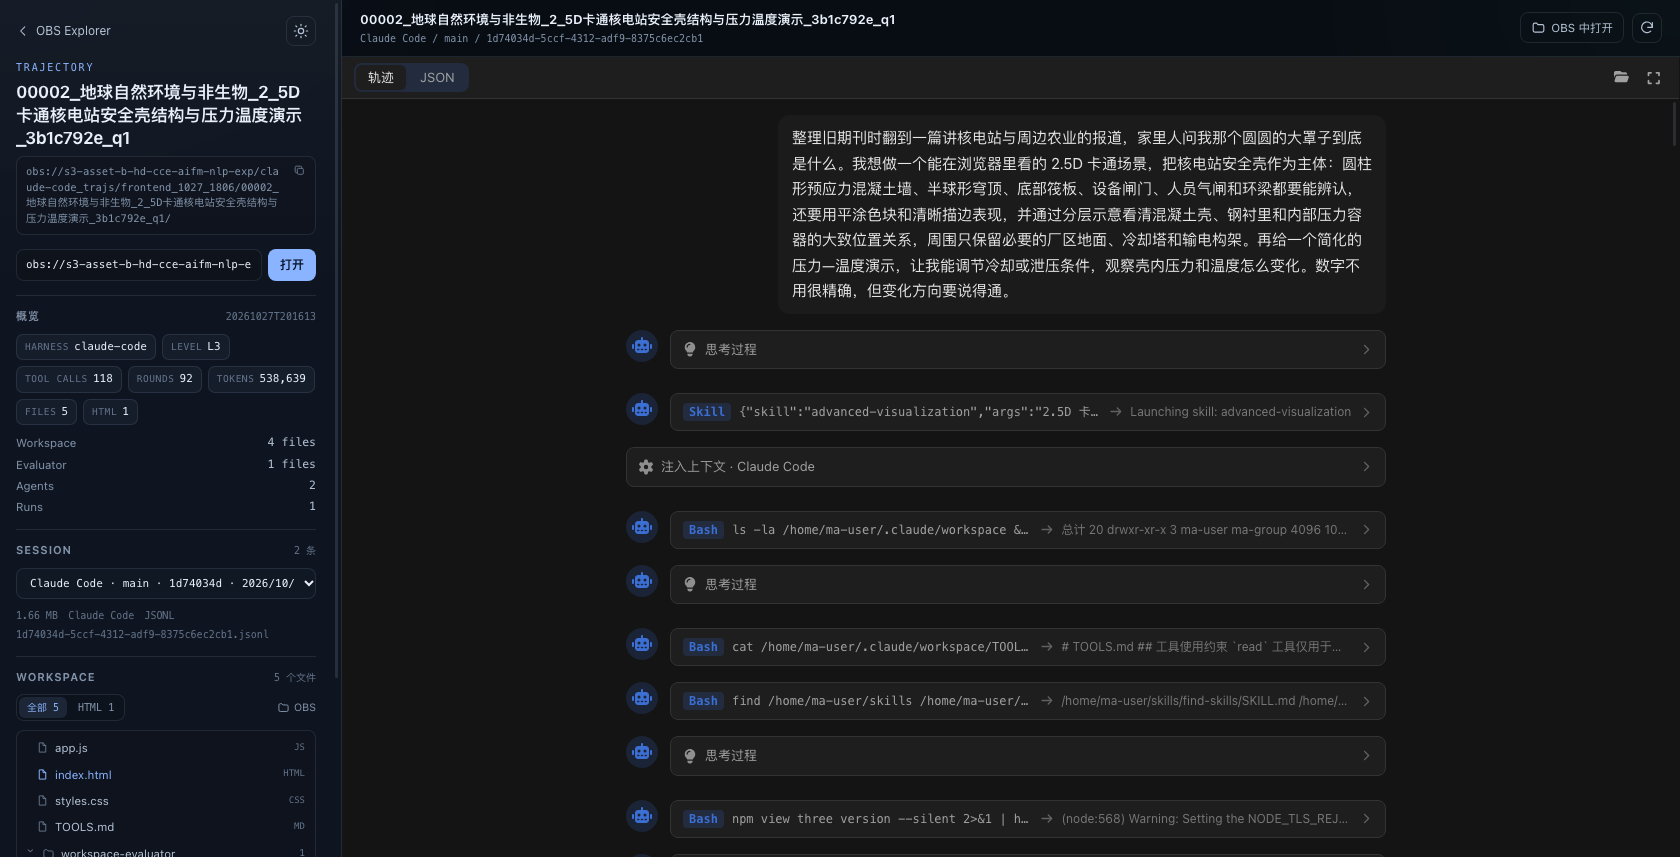 OBS Explorer
TRAJECTORY
00002_地球自然环境与非生物_2_5D
卡通核电站安全壳结构与压力温度演示
_3b1c792e_q1
obs://s3-asset-b-hd-cce-aifm-nlp-exp/cla
ude-code_trajs/frontend_1027_1806/00002_
地球自然环境与非生物_2_5D卡通核电站安全壳结构与
压力温度演示_3b1c792e_q1/
obs://s3-asset-b-hd-cce-aifm-nlp-e
打开
概览 20261027T201613
HARNESS claude-code LEVEL L3
TOOL CALLS 118 ROUNDS 92 TOKENS 538,639
FILES 5 HTML 1
Workspace 4 files
Evaluator 1 files
Agents 2
Runs 1
SESSION 2 条
Claude Code · main · 1d74034d · 2026/10/
1.66 MB Claude Code JSONL
1d74034d-5ccf-4312-adf9-8375c6ec2cb1.jsonl
WORKSPACE 5 个文件
全部 5 HTML 1 OBS
app.js JS
index.html HTML
styles.css CSS
TOOLS.md MD
workspace-evaluator 1
00002_地球自然环境与非生物_2_5D卡通核电站安全壳结构与压力温度演示_3b1c792e_q1
Claude Code / main / 1d74034d-5ccf-4312-adf9-8375c6ec2cb1
OBS 中打开
轨迹 JSON
整理旧期刊时翻到一篇讲核电站与周边农业的报道，家里人问我那个圆圆的大罩子到底
是什么。我想做一个能在浏览器里看的 2.5D 卡通场景，把核电站安全壳作为主体：圆柱
形预应力混凝土墙、半球形穹顶、底部筏板、设备闸门、人员气闸和环梁都要能辨认，
还要用平涂色块和清晰描边表现，并通过分层示意看清混凝土壳、钢衬里和内部压力容
器的大致位置关系，周围只保留必要的厂区地面、冷却塔和输电构架。再给一个简化的
压力—温度演示，让我能调节冷却或泄压条件，观察壳内压力和温度怎么变化。数字不
用很精确，但变化方向要说得通。
思考过程
Skill {"skill":"advanced-visualization","args":"2.5D 卡… → Launching skill: advanced-visualization
注入上下文 · Claude Code
Bash ls -la /home/ma-user/.claude/workspace &… → 总计 20 drwxr-xr-x 3 ma-user ma-group 4096 10...
思考过程
Bash cat /home/ma-user/.claude/workspace/TOOL… → # TOOLS.md ## 工具使用约束 `read` 工具仅用于...
Bash find /home/ma-user/skills /home/ma-user/… → /home/ma-user/skills/find-skills/SKILL.md /home/...
思考过程
Bash npm view three version --silent 2>&1 | h… → (node:568) Warning: Setting the NODE_TLS_REJ...